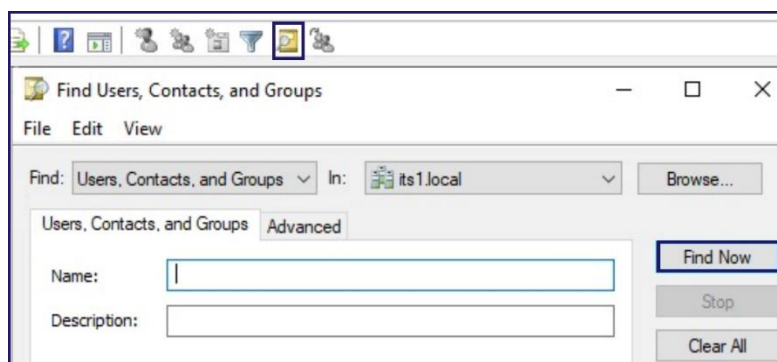 Find Users, Contacts, and Groups
File Edit View
Find: Users, Contacts, and Groups In: its1.local Browse...
Users, Contacts, and Groups Advanced
Find Now
Name:
Stop
Description:
Clear All